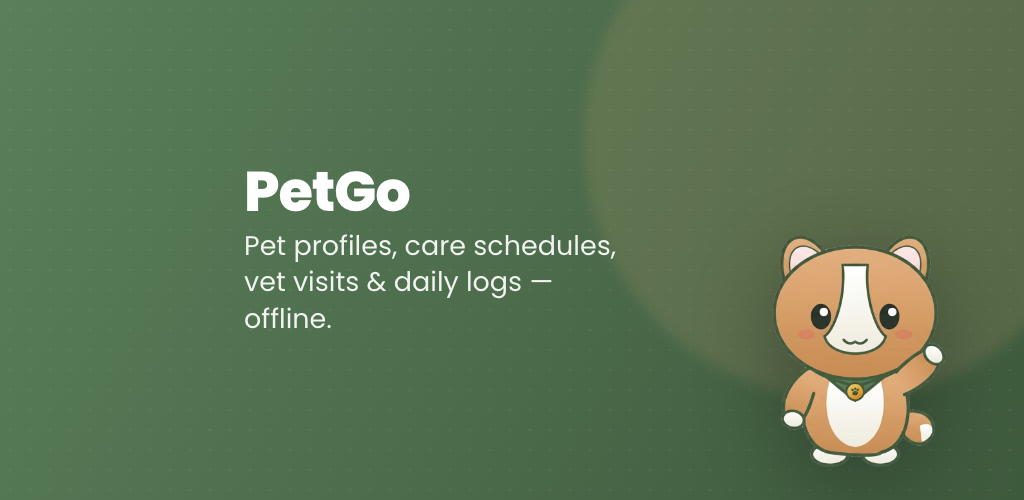 PetGo
Pet profiles, care schedules,
vet visits & daily logs —
offline.